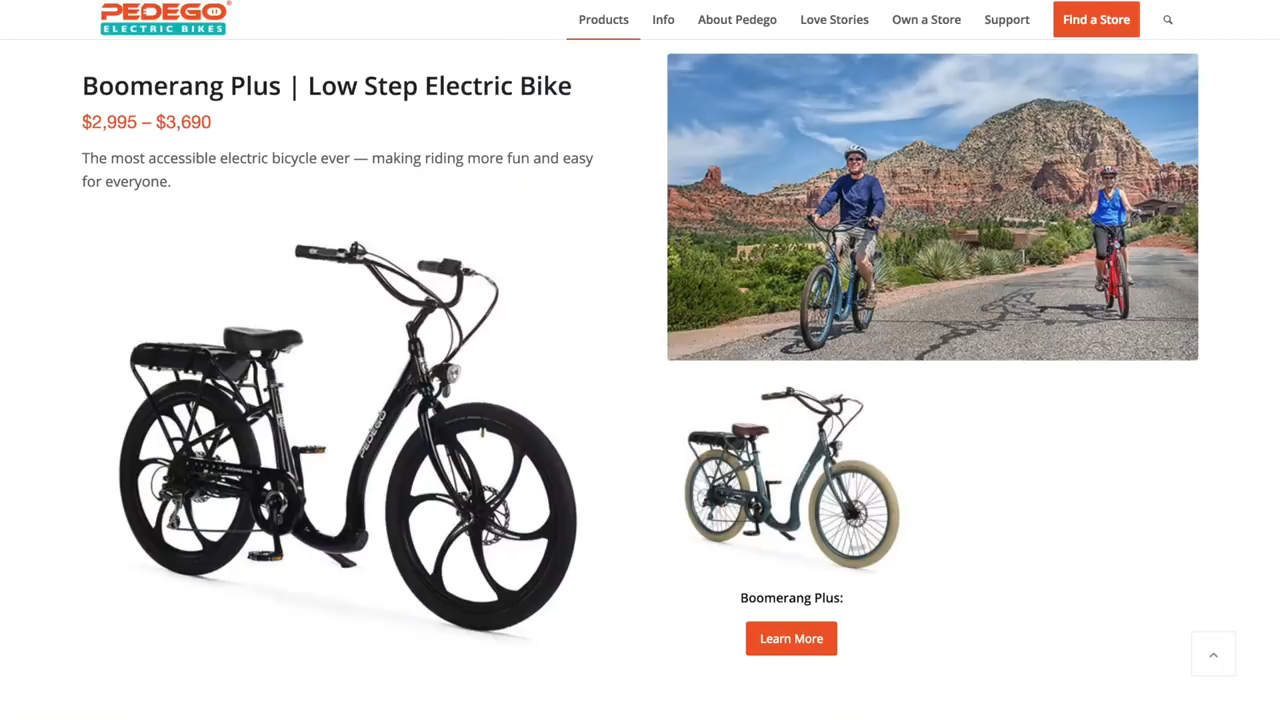 PEDEGO®
ELECTRIC BIKES
Products
Info
About Pedego
Love Stories
Own a Store
Support
Find a Store
Boomerang Plus | Low Step Electric Bike
$2,995 – $3,690
The most accessible electric bicycle ever — making riding more fun and easy
for everyone.
PEDEGO
BOOMERANG
Boomerang Plus:
Learn More